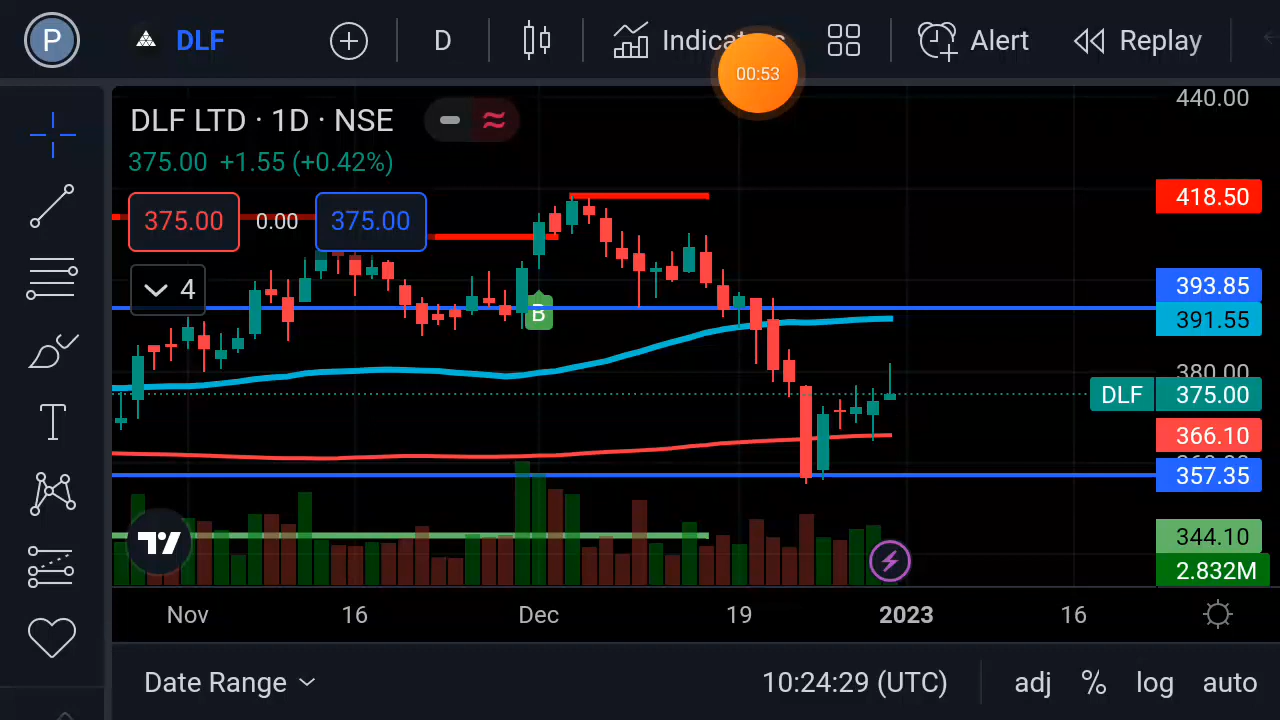 P DLF D Indicat s Alert Replay
00:53
DLF LTD · 1D · NSE
440.00
375.00 +1.55 (+0.42%)
418.50
375.00 0.00 375.00
4
393.85
B
391.55
380.00
DLF 375.00
366.10
357.35
344.10
2.832M
Nov 16 Dec 19 2023 16
Date Range 10:24:29 (UTC) adj % log auto